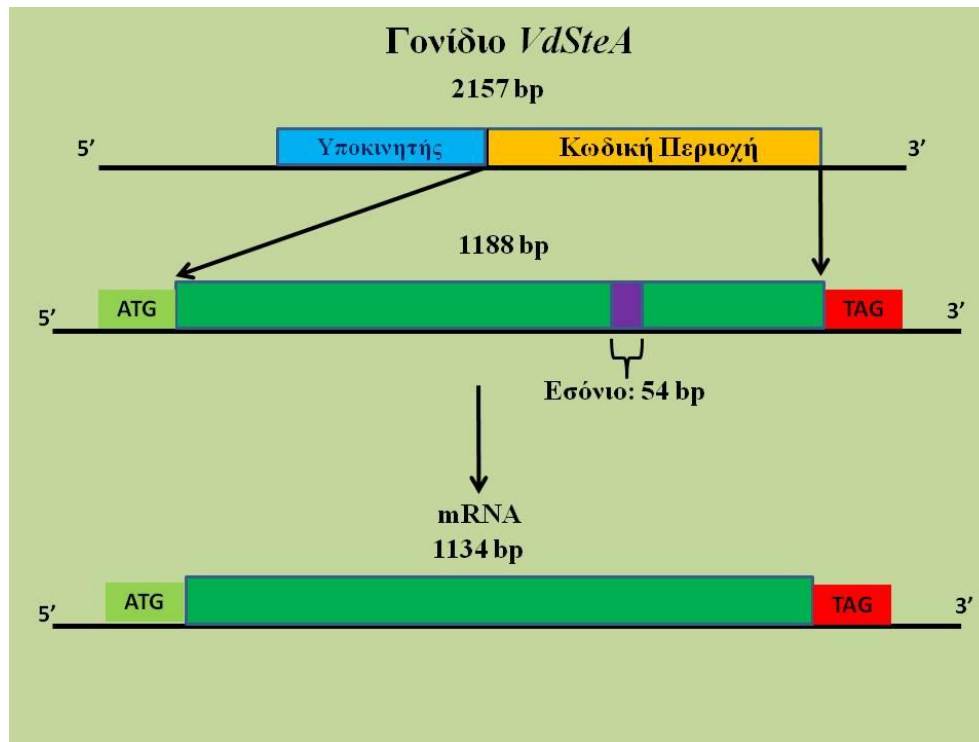 Γονίδιο VdSteA
2157 bp
5’ Υποκινητής Κωδική Περιοχή 3’
1188 bp
5’ ATG TAG 3’
Εσόνιο: 54 bp
mRNA
1134 bp
5’ ATG TAG 3’